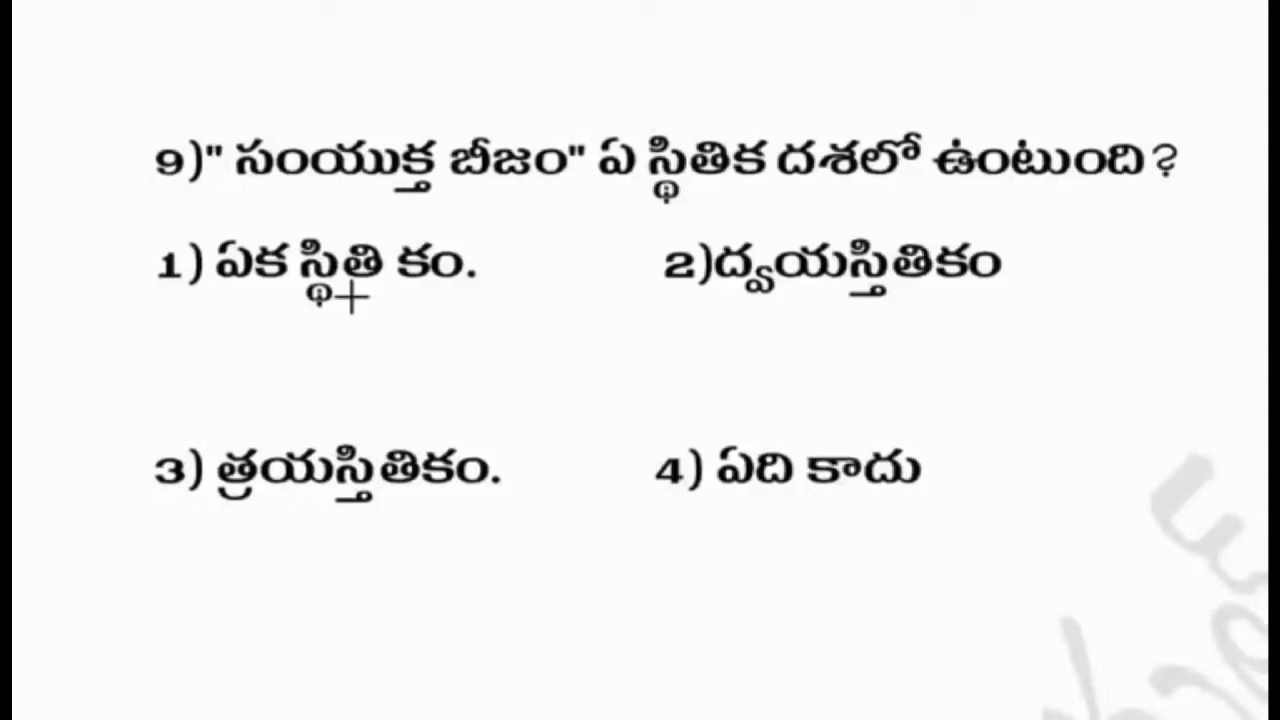 9)" సంయుక్త బీజం" ఏ స్థితిక దశలో ఉంటుంది?
1) ఏక స్థితి కం. 2)ద్వయస్తితికం
3) త్రయస్తితికం. 4) ఏది కాదు